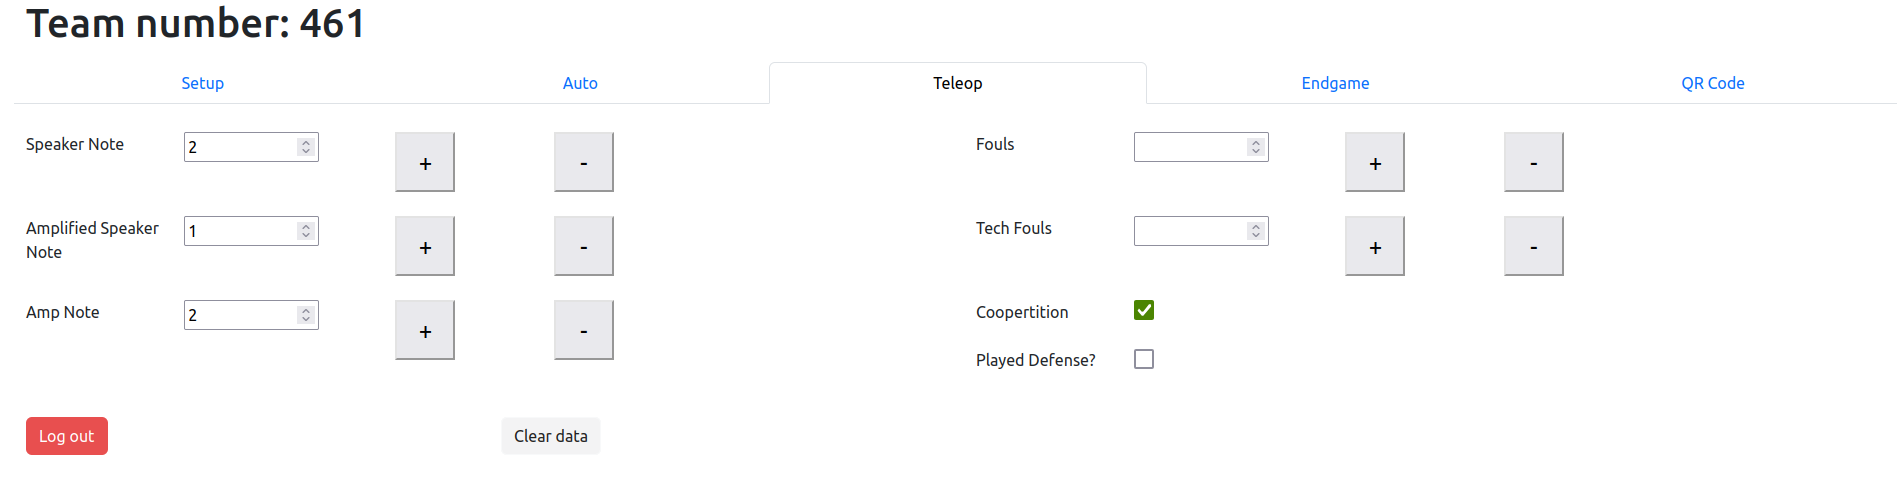 Team number: 461
Setup
Auto
Teleop
Endgame
QR Code
Speaker Note
2
+
-
Amplified Speaker
Note
1
+
-
Amp Note
2
+
-
Fouls
+
-
Tech Fouls
+
-
Coopertition
Played Defense?
Log out
Clear data